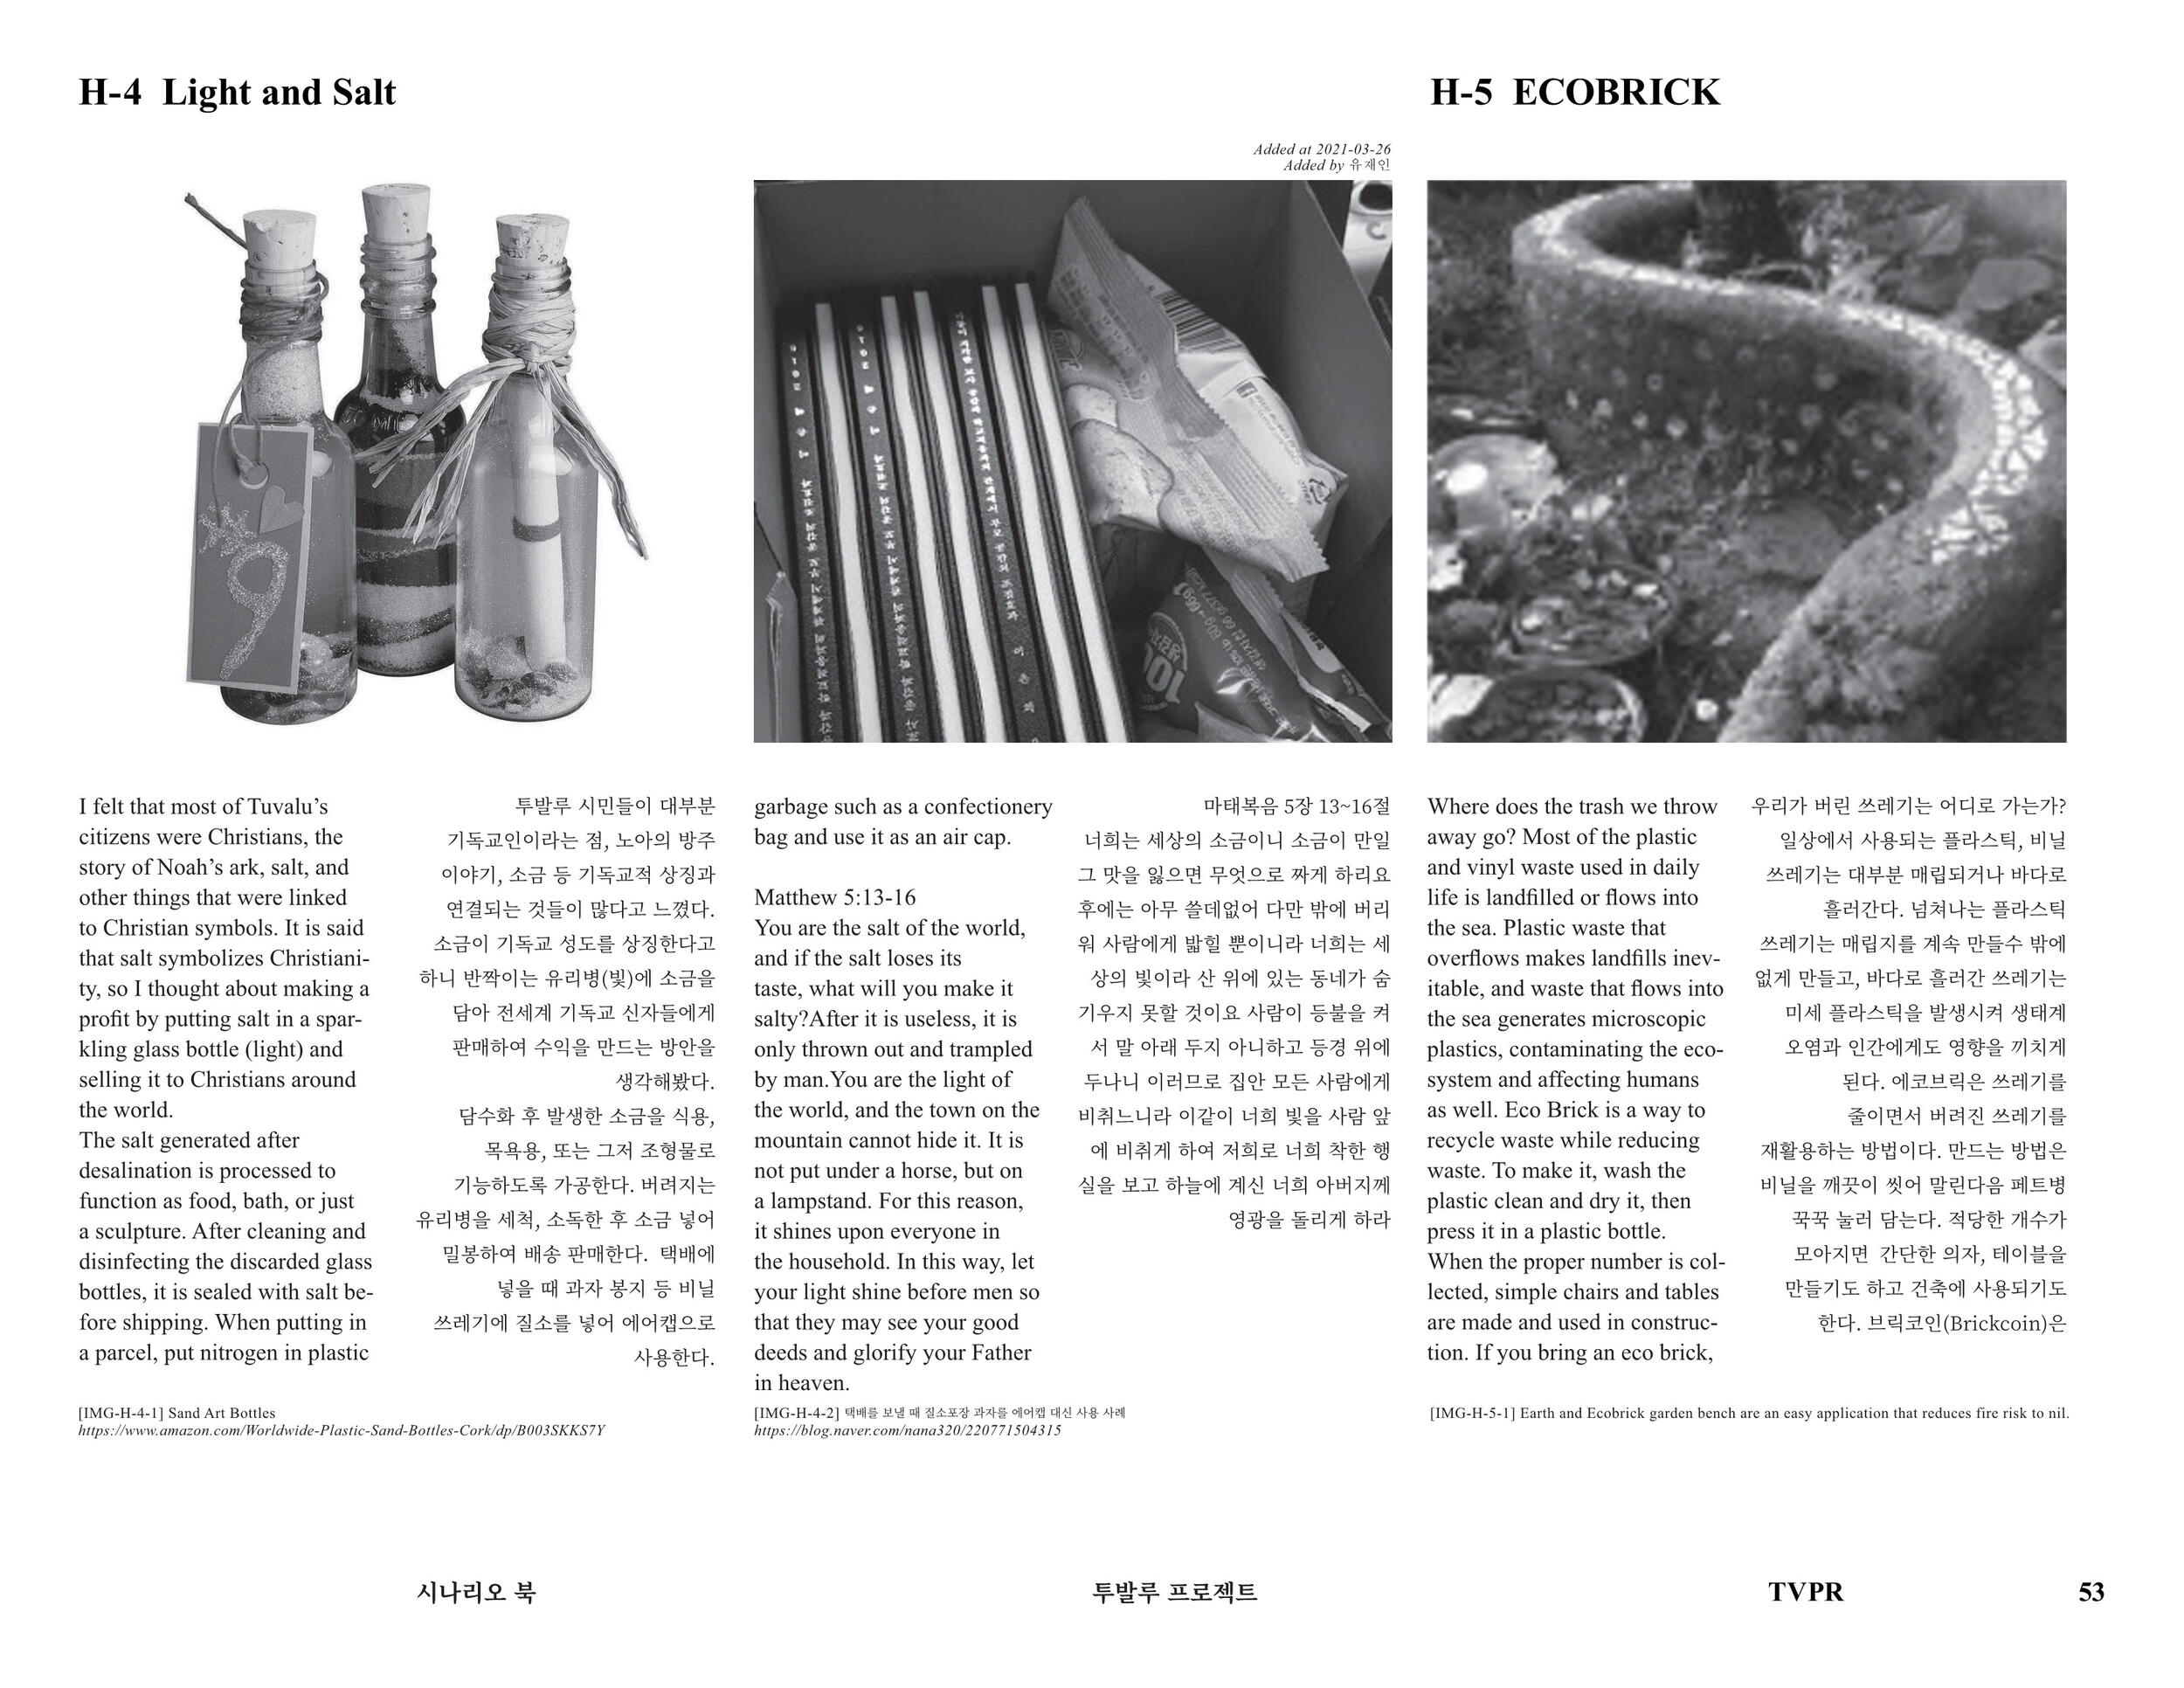 H-4 Light and Salt
Added at 2021-03-26
Added by 유재인
I felt that most of Tuvalu’s
citizens were Christians, the
story of Noah’s ark, salt, and
other things that were linked
to Christian symbols. It is said
that salt symbolizes Christiani-
ty, so I thought about making a
profit by putting salt in a spar-
kling glass bottle (light) and
selling it to Christians around
the world.
The salt generated after
desalination is processed to
function as food, bath, or just
a sculpture. After cleaning and
disinfecting the discarded glass
bottles, it is sealed with salt be-
fore shipping. When putting in
a parcel, put nitrogen in plastic
투발루 시민들이 대부분
기독교인이라는 점, 노아의 방주
이야기, 소금 등 기독교적 상징과
연결되는 것들이 많다고 느꼈다.
소금이 기독교 성도를 상징한다고
하니 반짝이는 유리병(빛)에 소금을
담아 전세계 기독교 신자들에게
판매하여 수익을 만드는 방안을
생각해봤다.
담수화 후 발생한 소금을 식용,
목욕용, 또는 그저 조형물로
기능하도록 가공한다. 버려지는
유리병을 세척, 소독한 후 소금 넣어
밀봉하여 배송 판매한다. 택배에
넣을 때 과자 봉지 등 비닐
쓰레기에 질소를 넣어 에어캡으로
사용한다.
[IMG-H-4-1] Sand Art Bottles
https://www.amazon.com/Worldwide-Plastic-Sand-Bottles-Cork/dp/B003SKKS7Y
garbage such as a confectionery
bag and use it as an air cap.
Matthew 5:13-16
You are the salt of the world,
and if the salt loses its
taste, what will you make it
salty?After it is useless, it is
only thrown out and trampled
by man.You are the light of
the world, and the town on the
mountain cannot hide it. It is
not put under a horse, but on
a lampstand. For this reason,
it shines upon everyone in
the household. In this way, let
your light shine before men so
that they may see your good
deeds and glorify your Father
in heaven.
마태복음 5장 13~16절
너희는 세상의 소금이니 소금이 만일
그 맛을 잃으면 무엇으로 짜게 하리요
후에는 아무 쓸데없어 다만 밖에 버리
워 사람에게 밟힐 뿐이니라 너희는 세
상의 빛이라 산 위에 있는 동네가 숨
기우지 못할 것이요 사람이 등불을 켜
서 말 아래 두지 아니하고 등경 위에
두나니 이러므로 집안 모든 사람에게
비취느니라 이같이 너희 빛을 사람 앞
에 비취게 하여 저희로 너희 착한 행
실을 보고 하늘에 계신 너희 아버지께
영광을 돌리게 하라
[IMG-H-4-2] 택배를 보낼 때 질소포장 과자를 에어캡 대신 사용 사례
https://blog.naver.com/nana320/220771504315
H-5 ECOBRICK
Where does the trash we throw
away go? Most of the plastic
and vinyl waste used in daily
life is landfilled or flows into
the sea. Plastic waste that
overflows makes landfills inev-
itable, and waste that flows into
the sea generates microscopic
plastics, contaminating the eco-
system and affecting humans
as well. Eco Brick is a way to
recycle waste while reducing
waste. To make it, wash the
plastic clean and dry it, then
press it in a plastic bottle.
When the proper number is col-
lected, simple chairs and tables
are made and used in construc-
tion. If you bring an eco brick,
우리가 버린 쓰레기는 어디로 가는가?
일상에서 사용되는 플라스틱, 비닐
쓰레기는 대부분 매립되거나 바다로
흘러간다. 넘쳐나는 플라스틱
쓰레기는 매립지를 계속 만들수 밖에
없게 만들고, 바다로 흘러간 쓰레기는
미세 플라스틱을 발생시켜 생태계
오염과 인간에게도 영향을 끼치게
된다. 에코브릭은 쓰레기를
줄이면서 버려진 쓰레기를
재활용하는 방법이다. 만드는 방법은
비닐을 깨끗이 씻어 말린다음 페트병
꾹꾹 눌러 담는다. 적당한 개수가
모아지면 간단한 의자, 테이블을
만들기도 하고 건축에 사용되기도
한다. 브릭코인(Brickcoin)은
[IMG-H-5-1] Earth and Ecobrick garden bench are an easy application that reduces fire risk to nil.
시나리오 북
투발루 프로젝트
TVPR
53